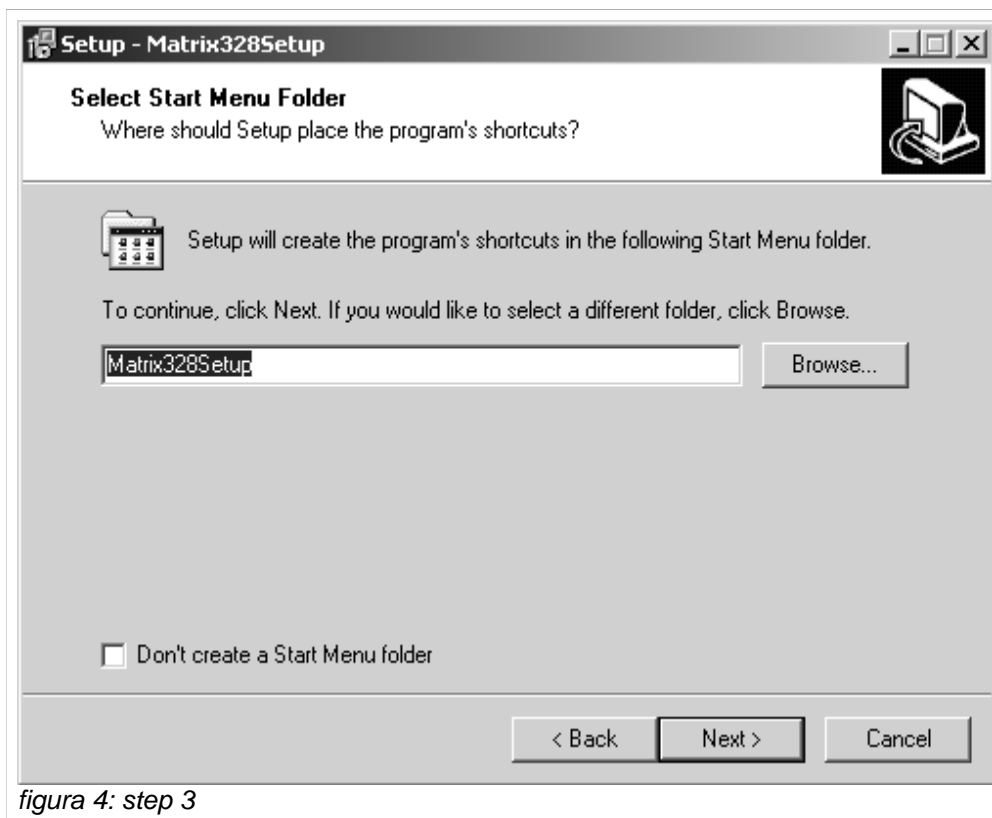 Setup - Matrix328Setup
Select Start Menu Folder
Where should Setup place the program's shortcuts?
Setup will create the program's shortcuts in the following Start Menu folder.
To continue, click Next. If you would like to select a different folder, click Browse.
Matrix328Setup
Browse...
Don't create a Start Menu folder
< Back
Next >
Cancel
figura 4: step 3